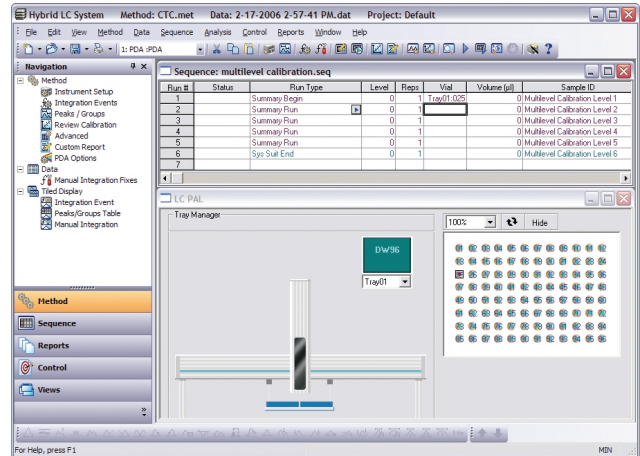 Hybrid LC System Method: CTC.met Data: 2-17-2006 2-57-41 PM.dat Project: Default
File Edit View Method Data Sequence Analysis Control Reports Window Help
1: PDA :PDA
Navigation
Method
Instrument Setup
Integration Events
Peaks / Groups
Review Calibration
Advanced
Custom Report
PDA Options
Data
Manual Integration Fixes
Tiled Display
Integration Event
Peaks/Groups Table
Manual Integration
Method
Sequence
Reports
Control
Views
Sequence: multilevel calibration.seq
Run # Status Run Type Level Reps Vial Volume (µl) Sample ID
1 Summary Begin 0 1 Tray01:025 0 Multilevel Calibration Level 1
2 Summary Run 0 1 0 Multilevel Calibration Level 2
3 Summary Run 0 1 0 Multilevel Calibration Level 3
4 Summary Run 0 1 0 Multilevel Calibration Level 4
5 Summary Run 0 1 0 Multilevel Calibration Level 5
6 Sys Suit End 0 1 0 Multilevel Calibration Level 6
7
LC PAL
Tray Manager
DW96
Tray01
100% Hide
For Help, press F1
MIN